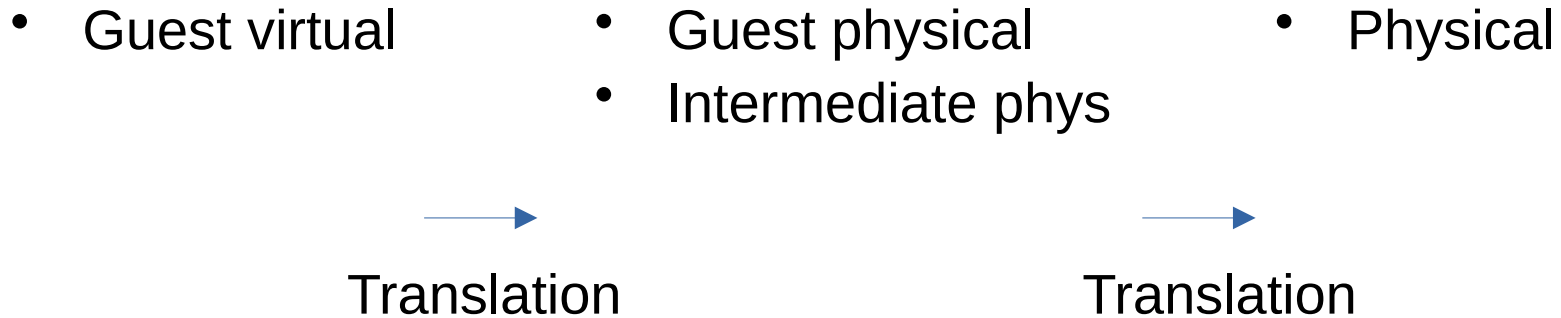 • Guest virtual
• Guest physical
• Intermediate phys
• Physical
Translation
Translation